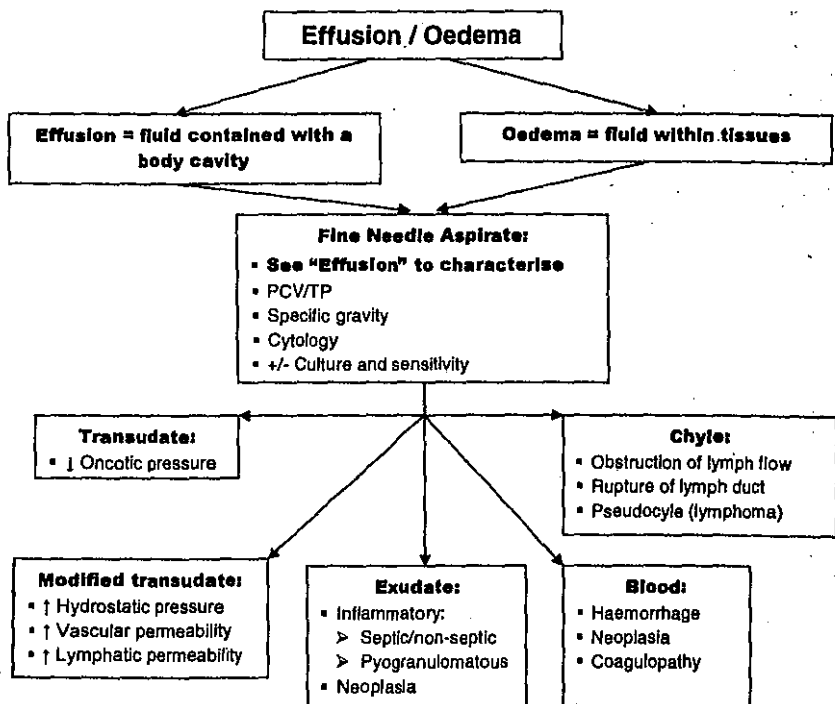 Effusion / Oedema
Effusion = fluid contained with a
body cavity
Oedema = fluid within tissues
Fine Needle Aspirate:
▪ See "Effusion" to characterise
▪ PCV/TP
▪ Specific gravity
▪ Cytology
▪ +/- Culture and sensitivity
Transudate:
▪ ↓ Oncotic pressure
Chyle:
▪ Obstruction of lymph flow
▪ Rupture of lymph duct
▪ Pseudocyle (lymphoma)
Modified transudate:
▪ ↑ Hydrostatic pressure
▪ ↑ Vascular permeability
▪ ↑ Lymphatic permeability
Exudate:
▪ Inflammatory:
➢ Septic/non-septic
➢ Pyogranulomatous
▪ Neoplasia
Blood:
▪ Haemorrhage
▪ Neoplasia
▪ Coagulopathy